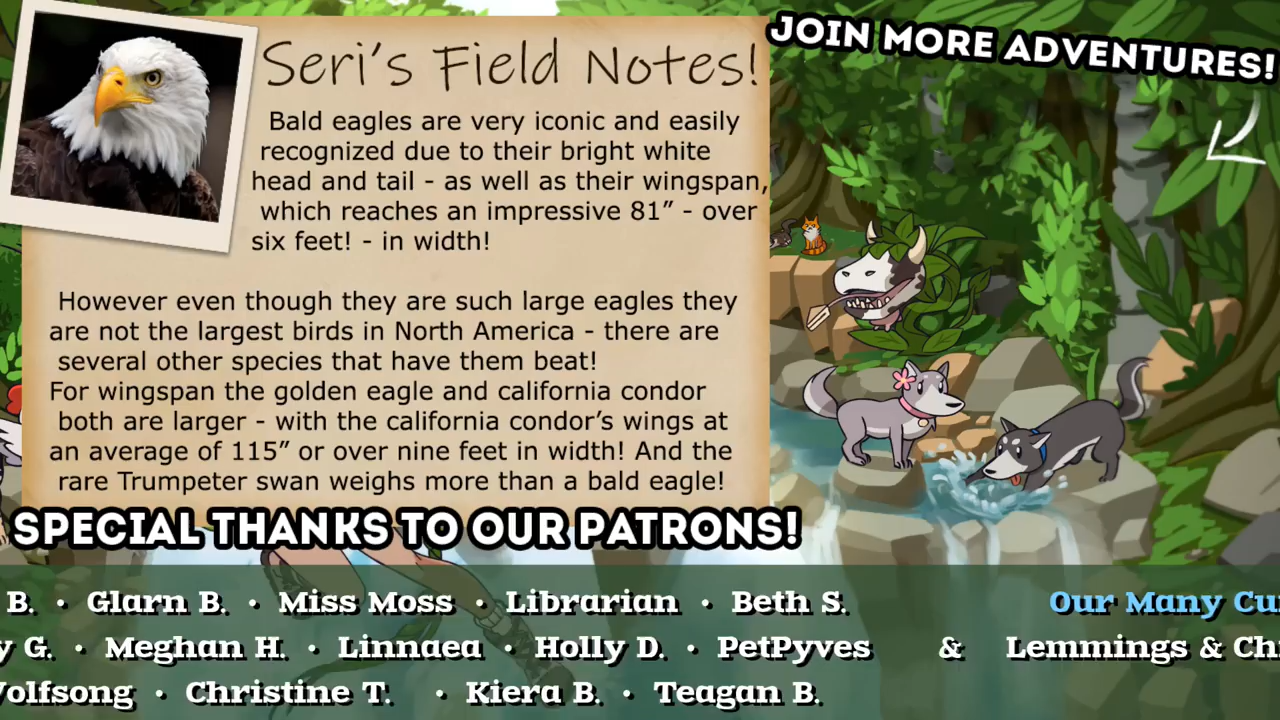 Seri's Field Notes!
JOIN MORE ADVENTURES!
Bald eagles are very iconic and easily
recognized due to their bright white
head and tail - as well as their wingspan,
which reaches an impressive 81” - over
six feet! - in width!
However even though they are such large eagles they
are not the largest birds in North America - there are
several other species that have them beat!
For wingspan the golden eagle and california condor
both are larger - with the california condor’s wings at
an average of 115” or over nine feet in width! And the
rare Trumpeter swan weighs more than a bald eagle!
SPECIAL THANKS TO OUR PATRONS!
B. • Glarn B. • Miss Moss • Librarian • Beth S. Our Many
G. • Meghan H. • Linnaea • Holly D. • PetPyves & Lemmings &
• Christine T. • Kiera B. • Teagan B.